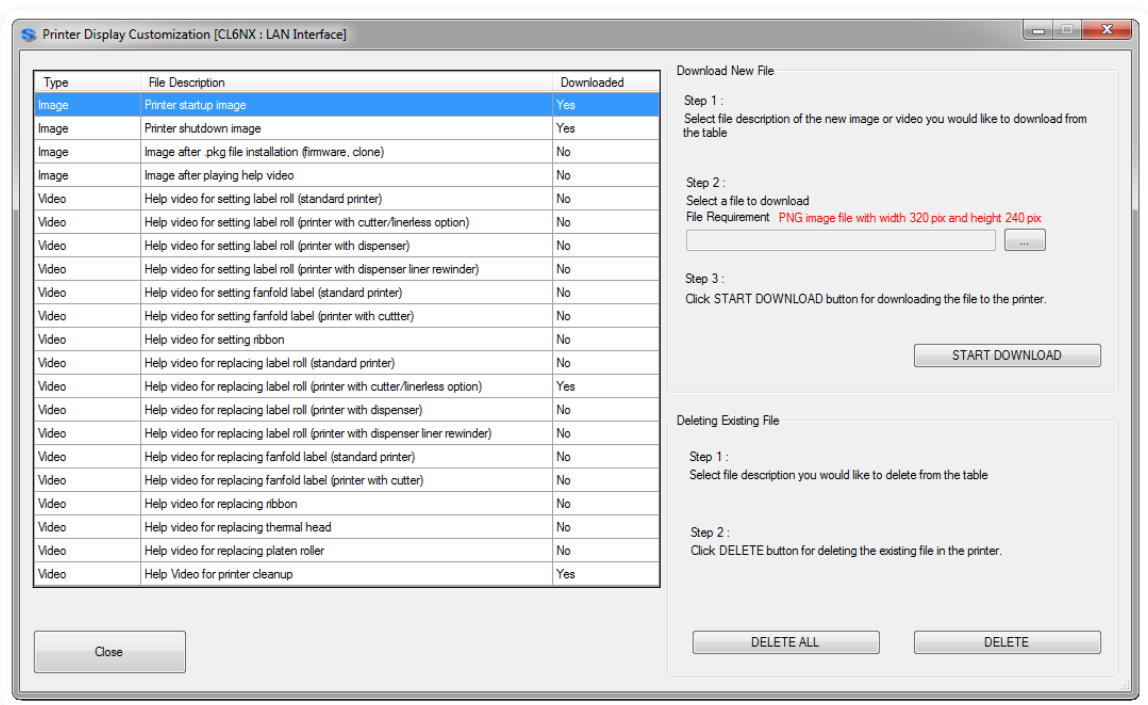 Printer Display Customization [CL6NX : LAN Interface]
Type File Description Downloaded
Image Printer startup image Yes
Image Printer shutdown image Yes
Image Image after .pkg file installation (firmware, clone) No
Image Image after playing help video No
Video Help video for setting label roll (standard printer) No
Video Help video for setting label roll (printer with cutter/linerless option) No
Video Help video for setting label roll (printer with dispenser) No
Video Help video for setting label roll (printer with dispenser liner rewinder) No
Video Help video for setting fanfold label (standard printer) No
Video Help video for setting fanfold label (printer with cuttter) No
Video Help video for setting ribbon No
Video Help video for replacing label roll (standard printer) No
Video Help video for replacing label roll (printer with cutter/linerless option) Yes
Video Help video for replacing label roll (printer with dispenser) No
Video Help video for replacing label roll (printer with dispenser liner rewinder) No
Video Help video for replacing fanfold label (standard printer) No
Video Help video for replacing fanfold label (printer with cutter) No
Video Help video for replacing ribbon No
Video Help video for replacing thermal head No
Video Help video for replacing platen roller No
Video Help Video for printer cleanup Yes
Close
Download New File
Step 1 :
Select file description of the new image or video you would like to download from
the table
Step 2 :
Select a file to download
File Requirement PNG image file with width 320 pix and height 240 pix
...
Step 3 :
Click START DOWNLOAD button for downloading the file to the printer.
START DOWNLOAD
Deleting Existing File
Step 1 :
Select file description you would like to delete from the table
Step 2 :
Click DELETE button for deleting the existing file in the printer.
DELETE ALL DELETE